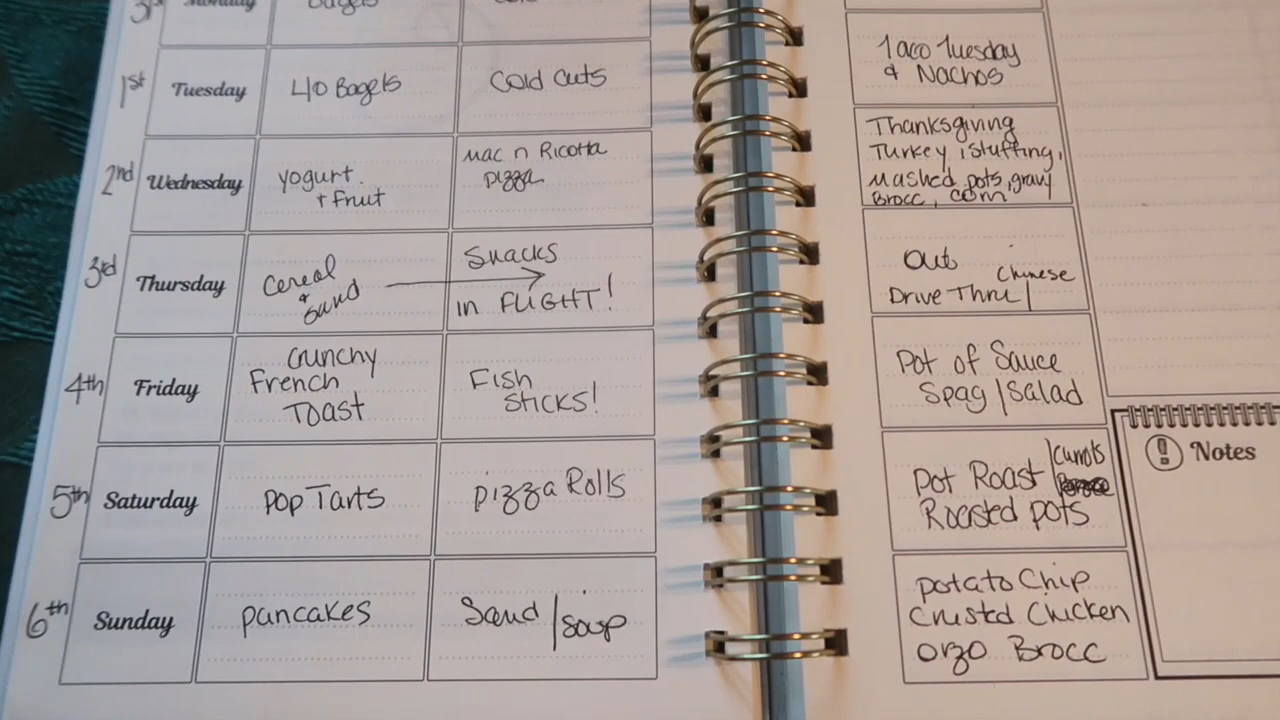 Monday
Bagels
Cold
1st
Tuesday
L/O Bagels
Cold Cuts
Taco Tuesday
& Nachos
2nd
Wednesday
yogurt
+ Fruit
Mac n Ricotta
pizza
Thanksgiving
Turkey, stuffing,
Mashed pots, gravy
Brocc, corn
3rd
Thursday
Cereal
&
Sand
Snacks
in FLIGHT!
Out
Chinese
Drive Thru/
4th
Friday
Crunchy
French
Toast
Fish
STICKS!
Pot of Sauce
Spag/Salad
5th
Saturday
Pop Tarts
pizza Rolls
Pot Roast/Carrots
Roasted pots
6th
Sunday
pancakes
Sand/soup
potato Chip
Crusted Chicken
orzo Brocc
Notes